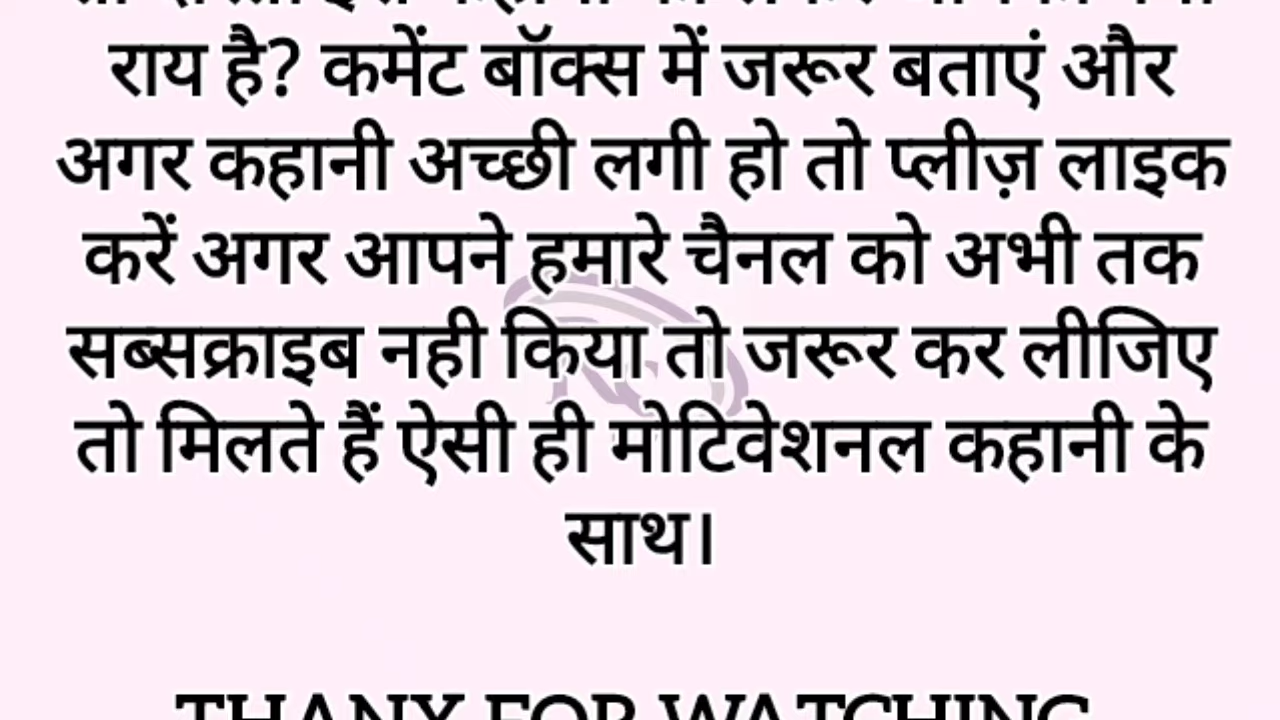 राय है? कमेंट बॉक्स में जरूर बताएं और
अगर कहानी अच्छी लगी हो तो प्लीज़ लाइक
करें अगर आपने हमारे चैनल को अभी तक
सब्सक्राइब नही किया तो जरूर कर लीजिए
तो मिलते हैं ऐसी ही मोटिवेशनल कहानी के
साथ।
FOR WATCHING